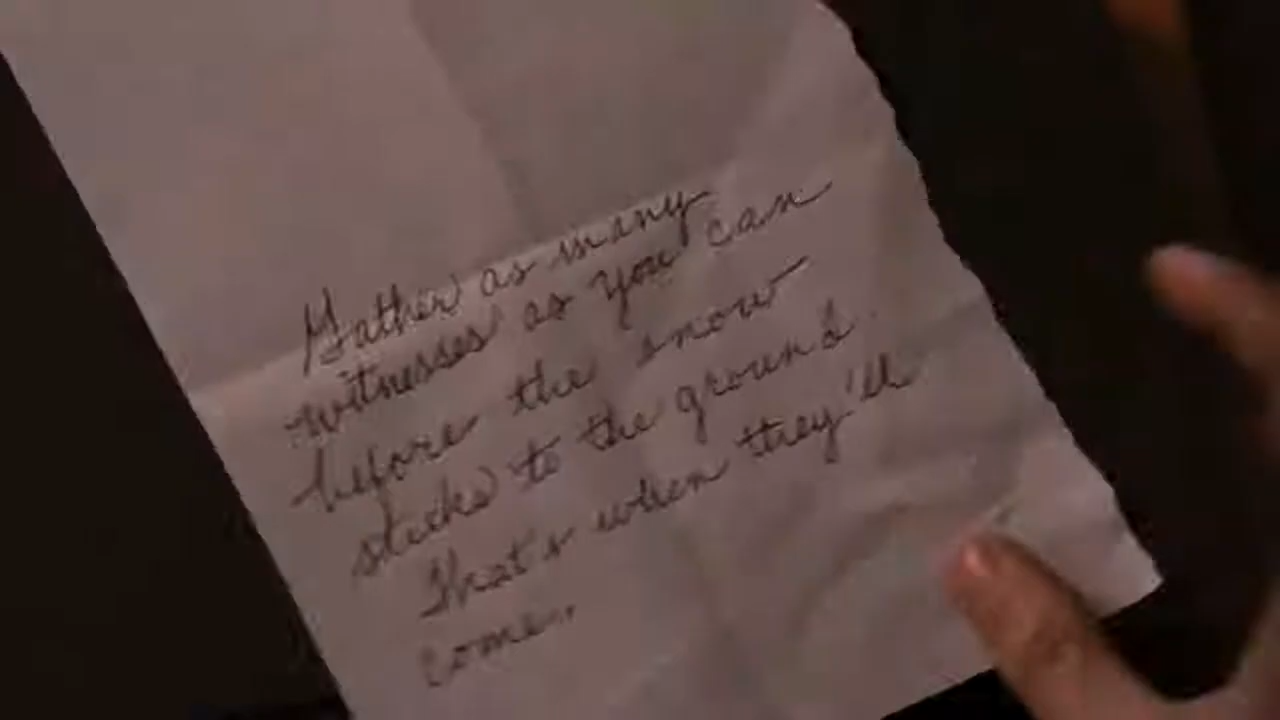 Gather as many
witnesses as you can
before the snow
sticks to the ground.
That's when they'll
come...